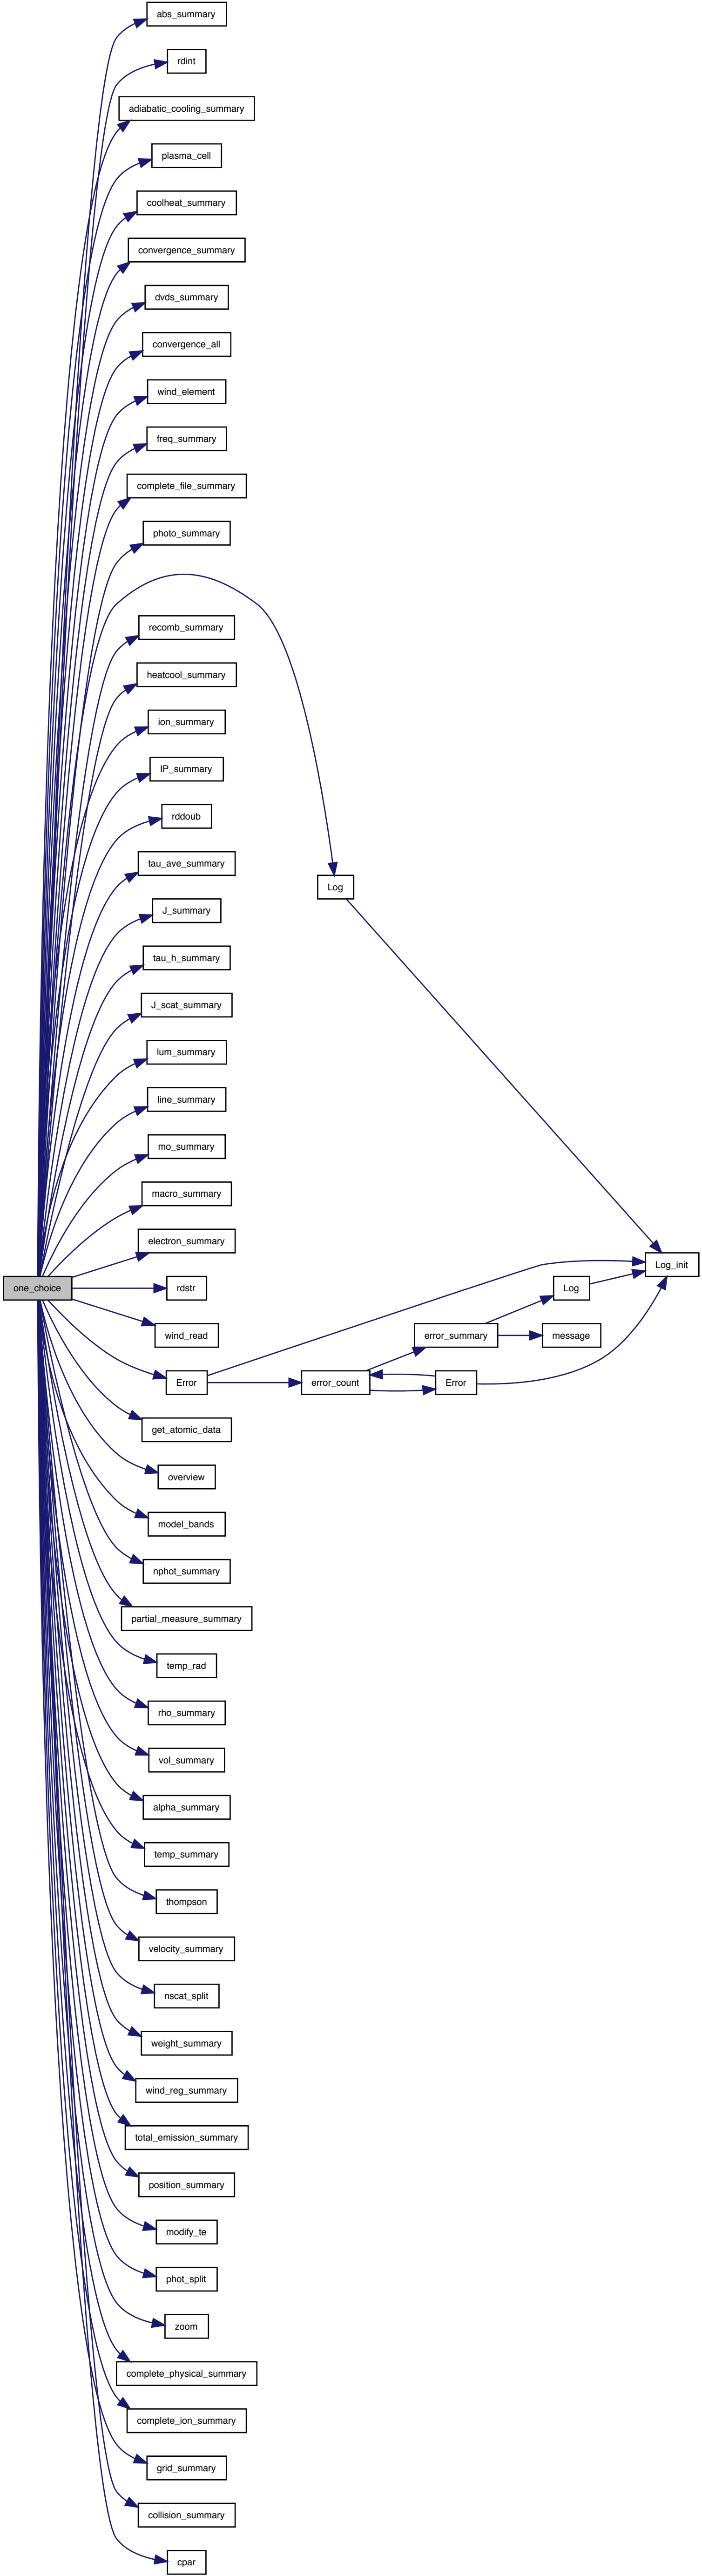 abs_summary
rdint
adiabatic_cooling_summary
plasma_cell
coolheat_summary
convergence_summary
dvds_summary
convergence_all
wind_element
freq_summary
complete_file_summary
photo_summary
recomb_summary
heatcool_summary
ion_summary
IP_summary
rddoub
tau_ave_summary
Log
J_summary
tau_h_summary
J_scat_summary
lum_summary
line_summary
mo_summary
macro_summary
electron_summary
Log_init
one_choice
rdstr
Log
wind_read
error_summary
message
Error
error_count
Error
get_atomic_data
overview
model_bands
nphot_summary
partial_measure_summary
temp_rad
rho_summary
vol_summary
alpha_summary
temp_summary
thompson
velocity_summary
nscat_split
weight_summary
wind_reg_summary
total_emission_summary
position_summary
modify_te
phot_split
zoom
complete_physical_summary
complete_ion_summary
grid_summary
collision_summary
cpar